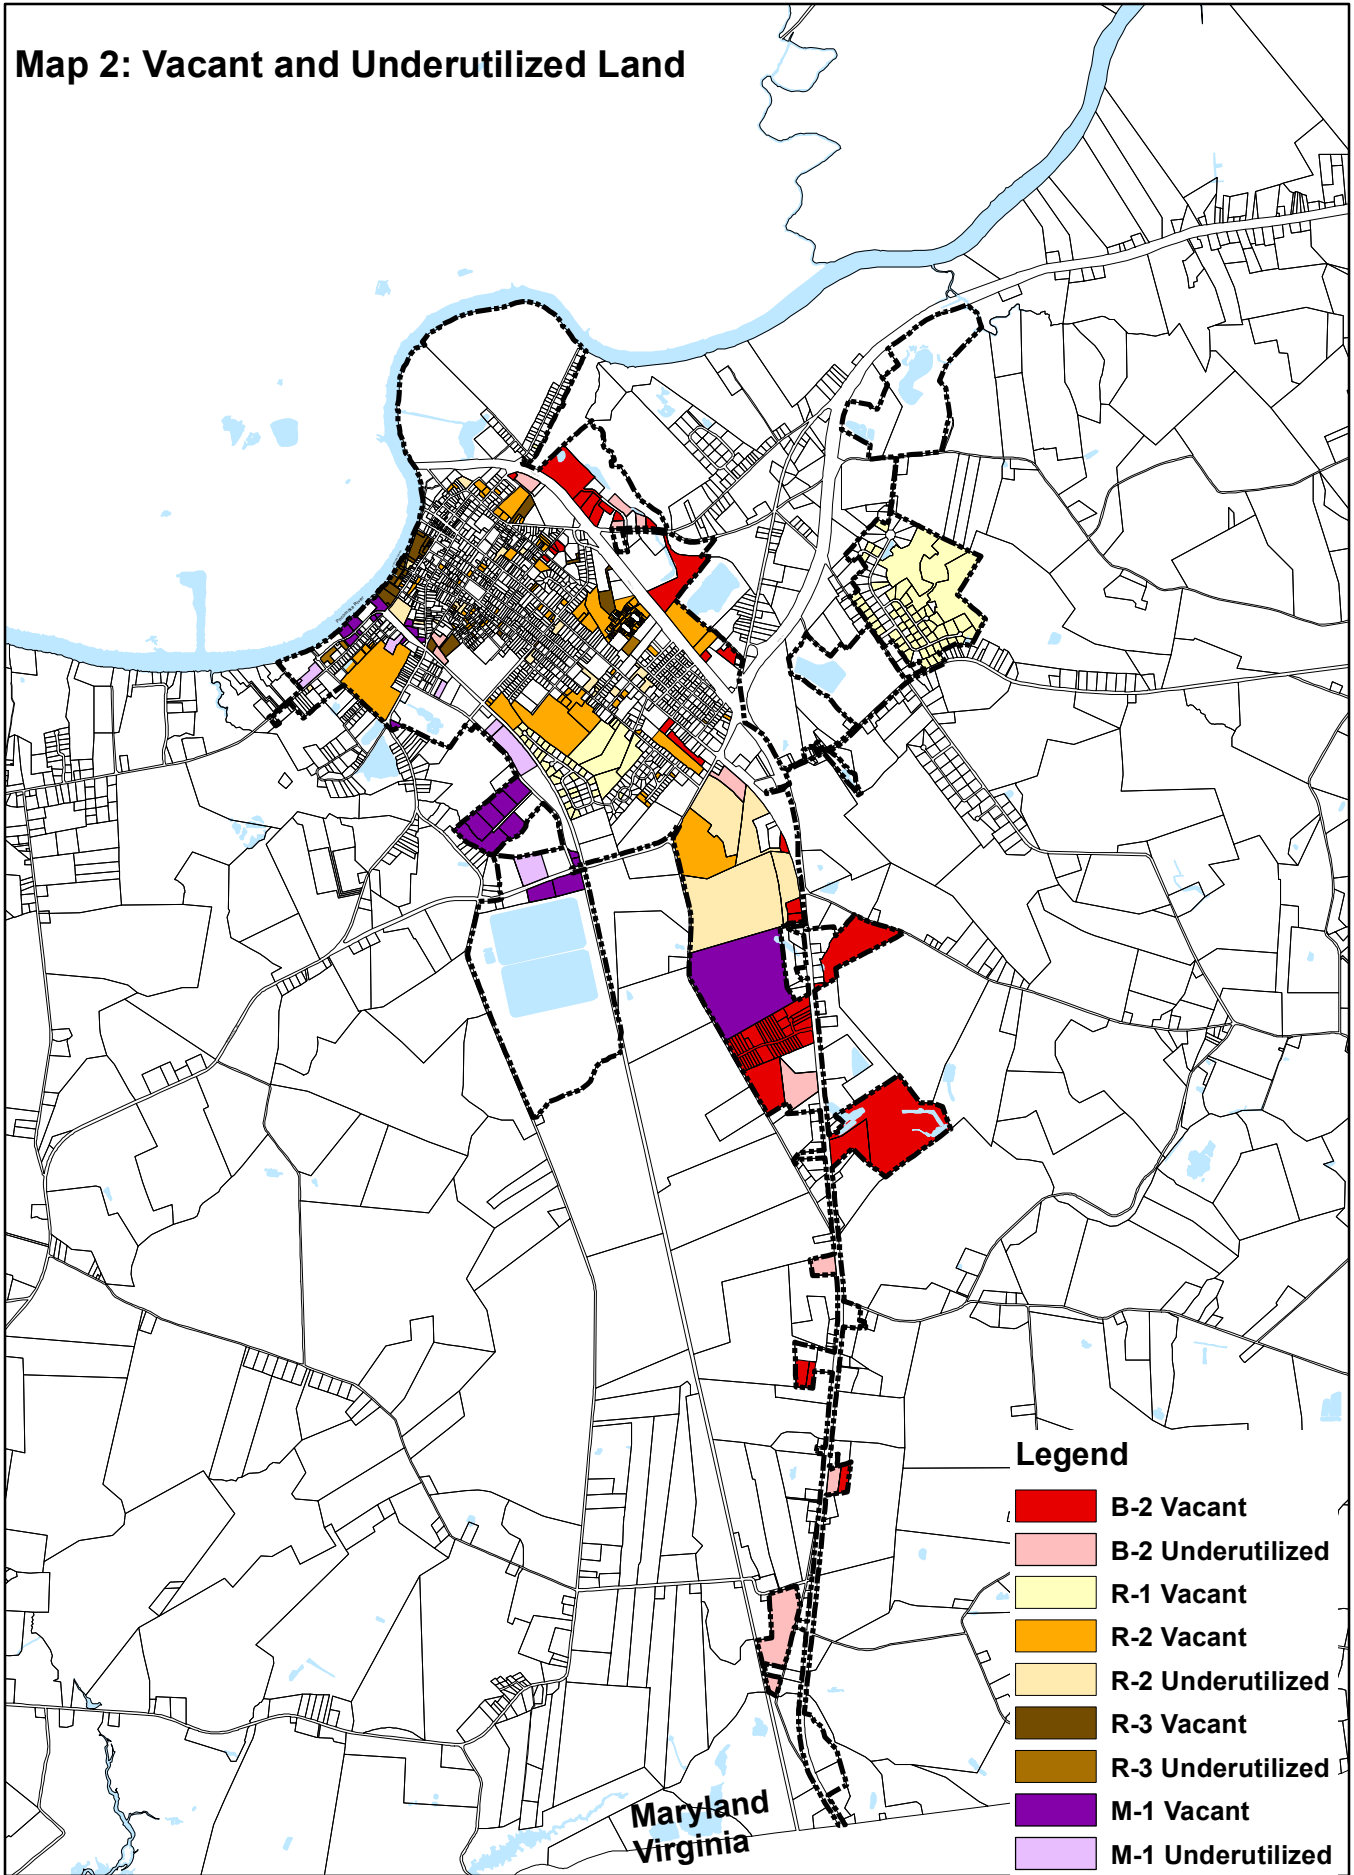 Map 2: Vacant and Underutilized Land
Maryland
Virginia
Legend
B-2 Vacant
B-2 Underutilized
R-1 Vacant
R-2 Vacant
R-2 Underutilized
R-3 Vacant
R-3 Underutilized
M-1 Vacant
M-1 Underutilized